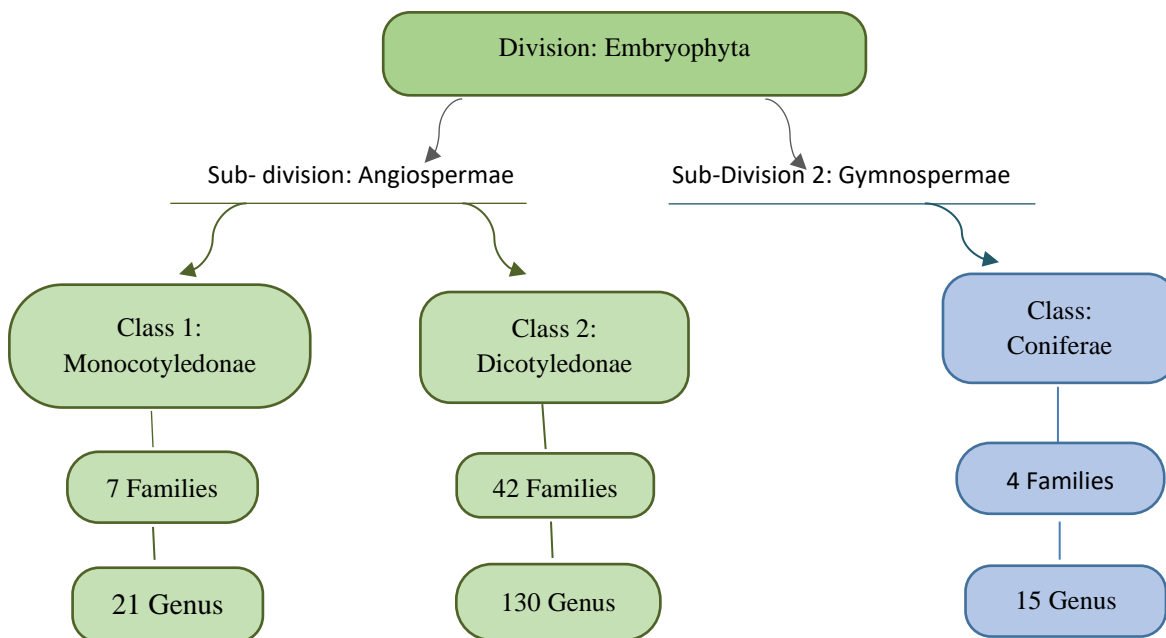 Division: Embryophyta
Sub- division: Angiospermae
Sub-Division 2: Gymnospermae
Class 1:
Monocotyledonae
Class 2:
Dicotyledonae
Class:
Coniferae
7 Families
42 Families
4 Families
21 Genus
130 Genus
15 Genus